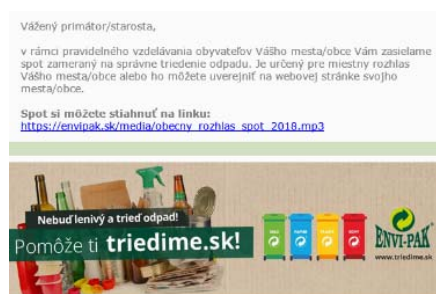 Vážený primátor/starosta,
v rámci pravidelného vzdelávania obyvateľov Vášho mesta/obce Vám zasielame
spot zameraný na správne triedenie odpadu. Je určený pre miestny rozhlas
Vášho mesta/obce alebo ho môžete uverejniť na webovej stránke svojho
mesta/obce.
Spot si môžete stiahnuť na linku:
https://envipak.sk/media/obecny_rozhlas_spot_2018.mp3
Nebuď lenivý a trieď odpad!
Pomôže ti triedime.sk!
ENVI-PAK
www.triedime.sk